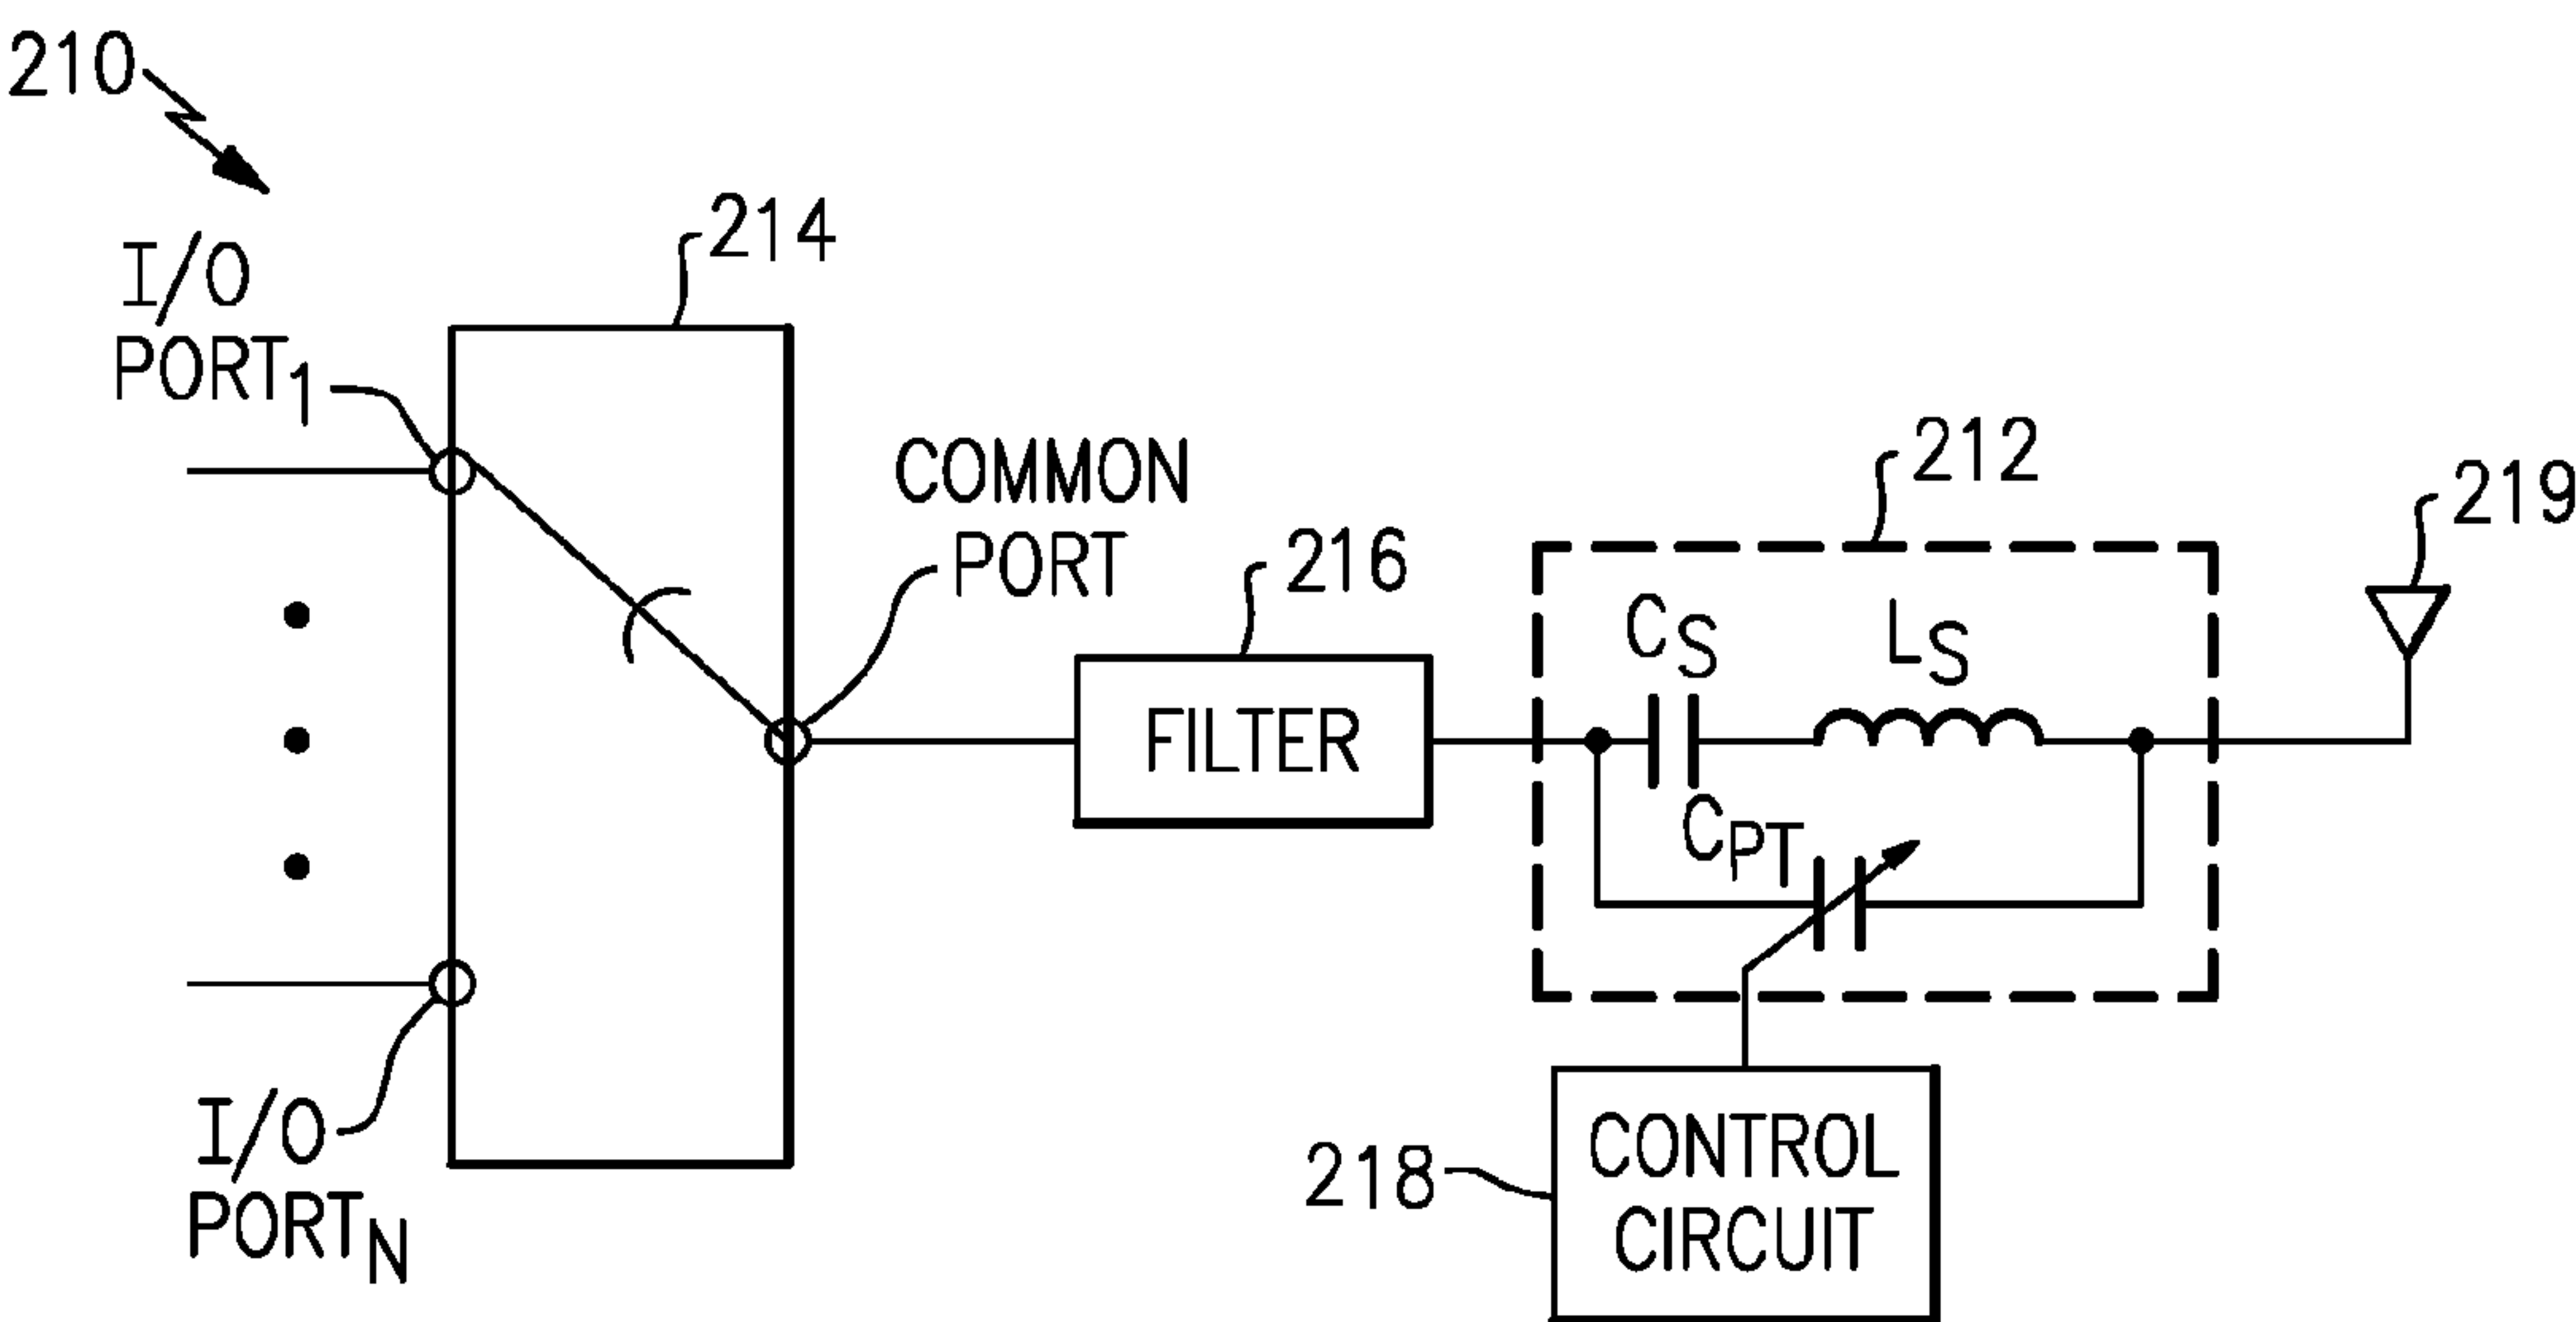 210
214
I/O
PORT1
COMMON
PORT
216
212
219
CS
LS
FILTER
CPT
I/O
PORTN
218
CONTROL
CIRCUIT